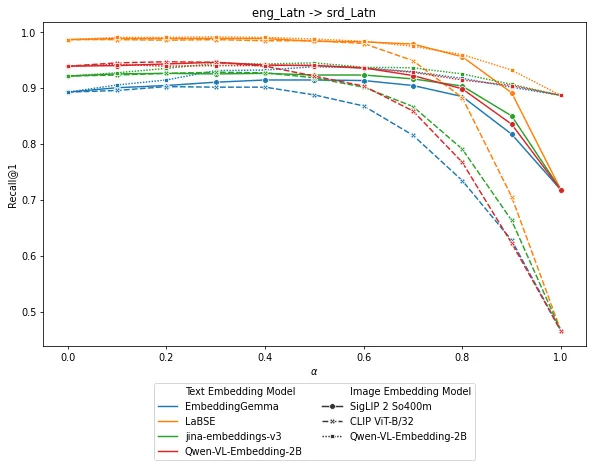 eng_Latn -> srd_Latn
1.0
0.9
0.8
0.7
0.6
0.5
Recall@1
0.0 0.2 0.4 0.6 0.8 1.0
α
Text Embedding Model
EmbeddingGemma
LaBSE
jina-embeddings-v3
Qwen-VL-Embedding-2B
Image Embedding Model
SigLIP 2 So400m
CLIP ViT-B/32
Qwen-VL-Embedding-2B